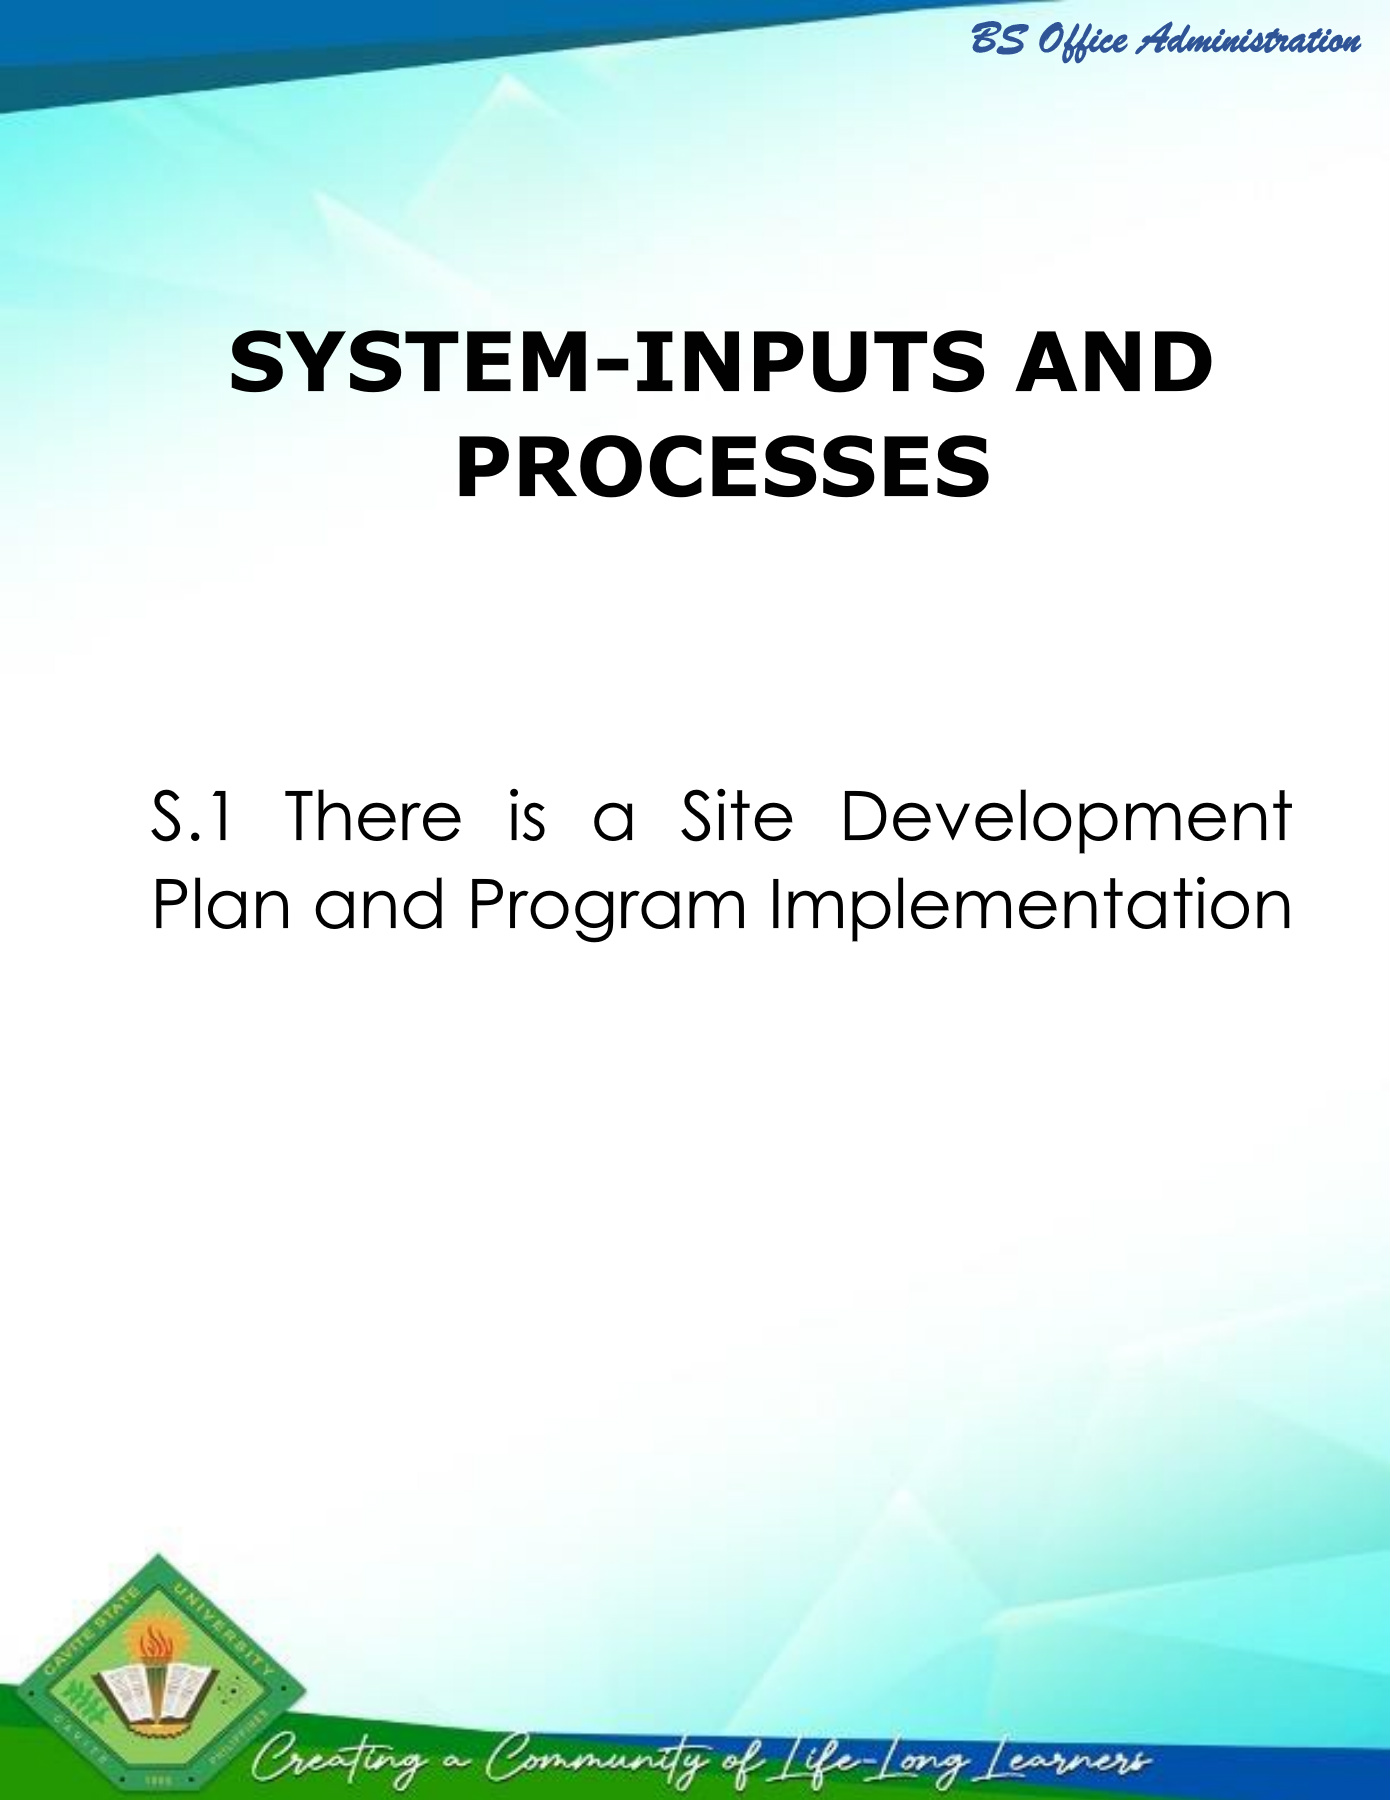 BS Office Administration
SYSTEM-INPUTS AND
PROCESSES
S.1 There is a Site Development
Plan and Program Implementation
CAVITE STATE UNIVERSITY
CAVITE
PHILIPPINES
1906
Creating a Community of Life-Long Learners